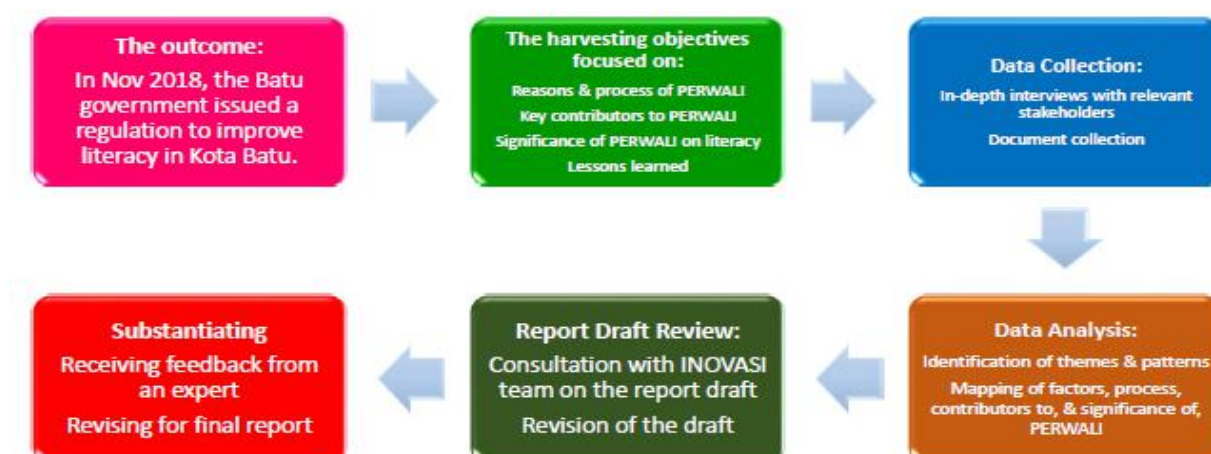 The outcome:
In Nov 2018, the Batu
government issued a
regulation to improve
literacy in Kota Batu.
The harvesting objectives
focused on:
Reasons & process of PERWALI
Key contributors to PERWALI
Significance of PERWALI on literacy
Lessons learned
Data Collection:
In-depth interviews with relevant
stakeholders
Document collection
Data Analysis:
Identification of themes & patterns
Mapping of factors, process,
contributors to, & significance of,
PERWALI
Report Draft Review:
Consultation with INOVASI
team on the report draft
Revision of the draft
Substantiating
Receiving feedback from
an expert
Revising for final report